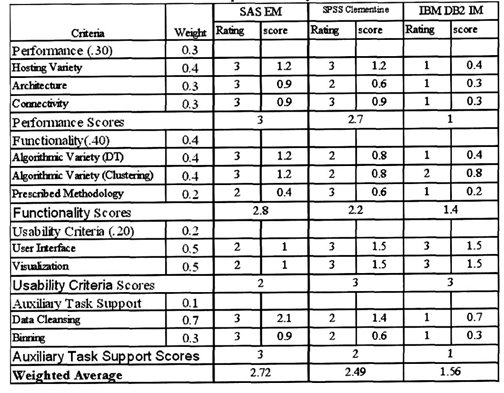 SAS EM SPSS Clementine IBM DB2 IM
Criteria Weight Rating score Rating score Rating score
Performance (.30) 0.3
Hosting Variety 0.4 3 1.2 3 1.2 1 0.4
Architecture 0.3 3 0.9 2 0.6 1 0.3
Connectivity 0.3 3 0.9 3 0.9 1 0.3
Performance Scores 3 2.7 1
Functionality(.40) 0.4
Algorithmic Variety (DT) 0.4 3 1.2 2 0.8 1 0.4
Algorithmic Variety (Clustering) 0.4 3 1.2 2 0.8 2 0.8
Prescribed Methodology 0.2 2 0.4 3 0.6 1 0.2
Functionality Scores 2.8 2.2 1.4
Usability Criteria (.20) 0.2
User Interface 0.5 2 1 3 1.5 3 1.5
Visualization 0.5 2 1 3 1.5 3 1.5
Usability Criteria Scores 2 3 3
Auxiliary Task Support 0.1
Data Cleansing 0.7 3 2.1 2 1.4 1 0.7
Binning 0.3 3 0.9 2 0.6 1 0.3
Auxiliary Task Support Scores 3 2 1
Weighted Average 2.72 2.49 1.56